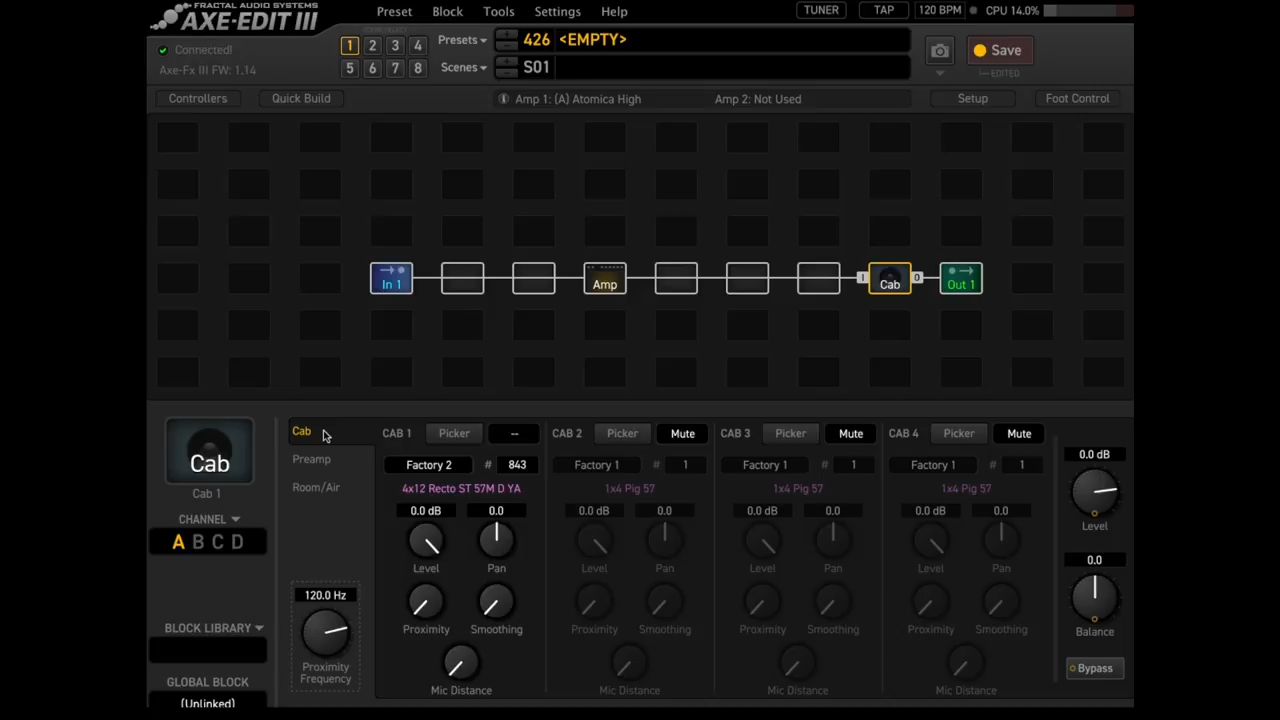 FRACTAL AUDIO SYSTEMS
AXE-EDIT III
Preset Block Tools Settings Help
TUNER TAP 120 BPM CPU 14.0%
Connected!
Axe-Fx III FW: 1.14
1 2 3 4
5 6 7 8
Presets 426 <EMPTY>
Scenes S01
Save
EDITED
Controllers Quick Build
Amp 1: (A) Atomica High Amp 2: Not Used
Setup Foot Control
In 1 Amp I Cab O Out 1
Cab
Cab 1
CHANNEL
A B C D
BLOCK LIBRARY
GLOBAL BLOCK
(Unlinked)
Cab
Preamp
Room/Air
120.0 Hz
Proximity
Frequency
CAB 1 Picker --
Factory 2 # 843
4x12 Recto ST 57M D YA
0.0 dB 0.0
Level Pan
Proximity Smoothing
Mic Distance
CAB 2 Picker Mute
Factory 1 # 1
1x4 Pig 57
0.0 dB 0.0
Level Pan
Proximity Smoothing
Mic Distance
CAB 3 Picker Mute
Factory 1 # 1
1x4 Pig 57
0.0 dB 0.0
Level Pan
Proximity Smoothing
Mic Distance
CAB 4 Picker Mute
Factory 1 # 1
1x4 Pig 57
0.0 dB 0.0
Level Pan
Proximity Smoothing
Mic Distance
0.0 dB
Level
0.0
Balance
Bypass